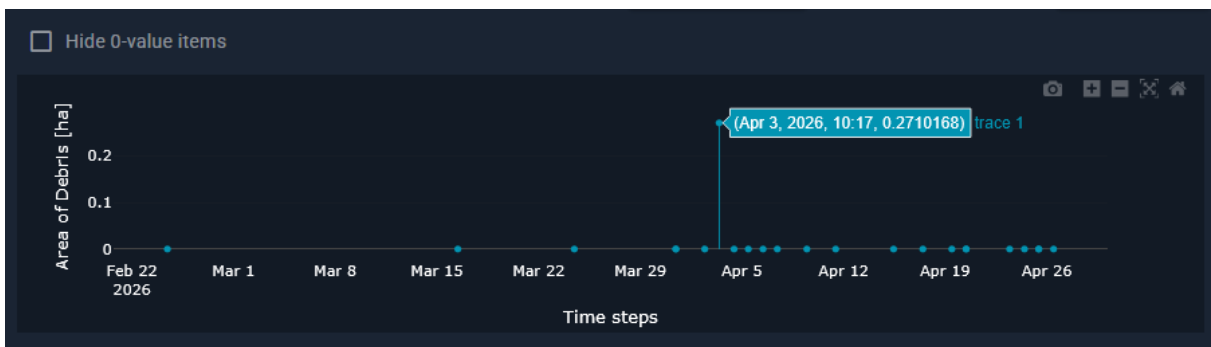 Hide 0-value items
(Apr 3, 2026, 10:17, 0.2710168) trace 1
Area of Debris [ha]
0.2
0.1
0
Feb 22 Mar 1 Mar 8 Mar 15 Mar 22 Mar 29 Apr 5 Apr 12 Apr 19 Apr 26
2026
Time steps